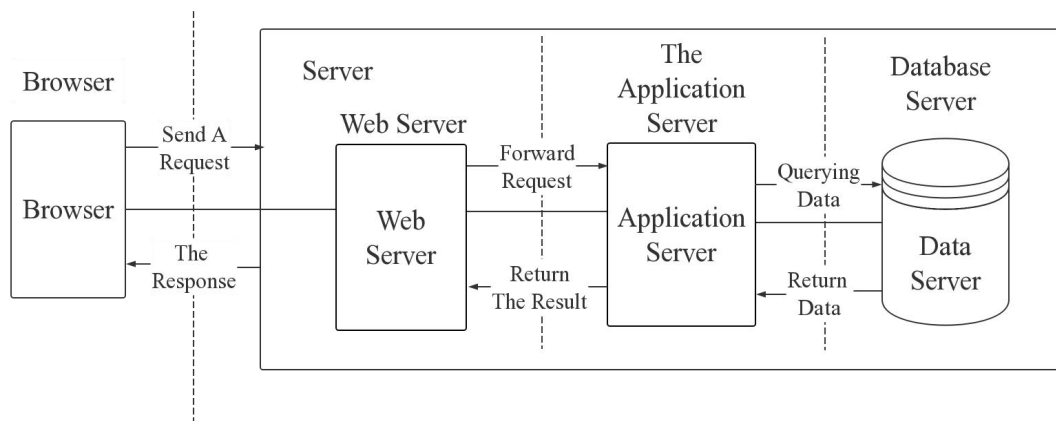 Browser
Browser
Send A
Request
The
Response
Server
Web Server
Web
Server
Forward
Request
Return
The Result
The
Application
Server
Application
Server
Querying
Data
Return
Data
Database
Server
Data
Server